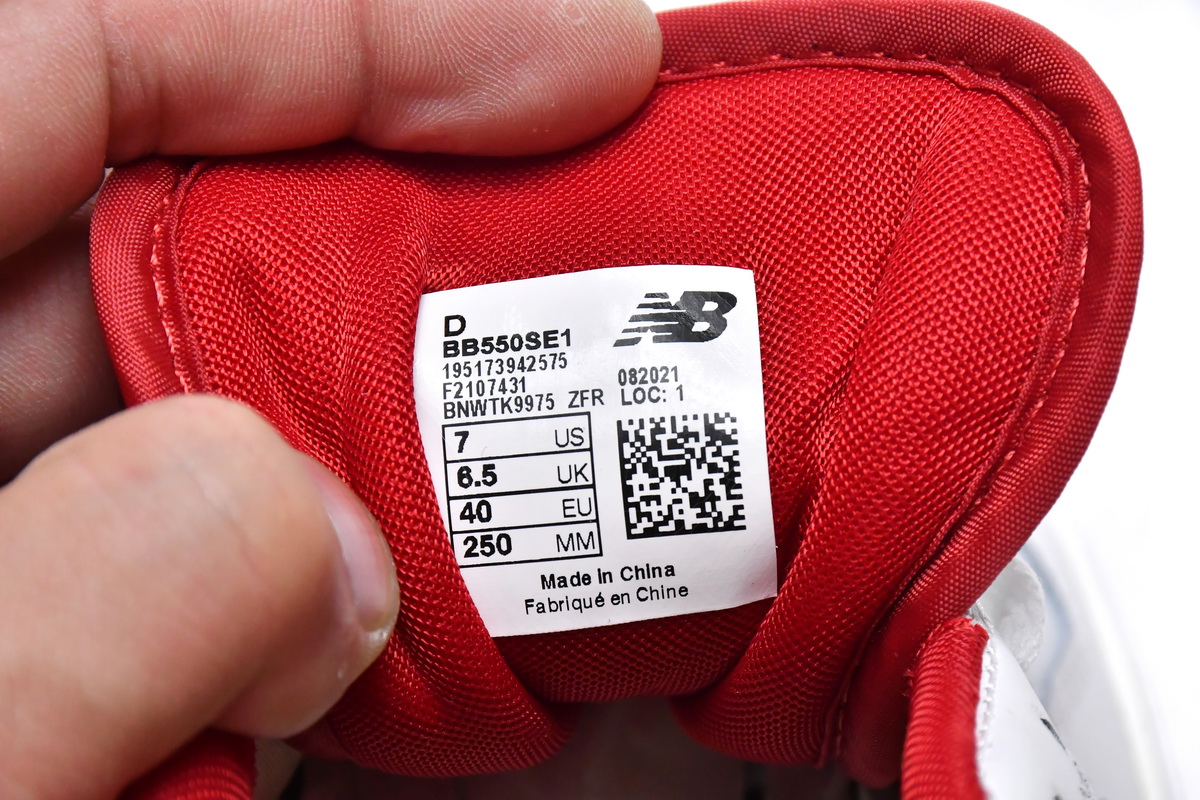 D
BB550SE1
195173942575
F2107431
BNWTK9975 ZFR
NB
082021
LOC: 1
7 US
6.5 UK
40 EU
250 MM
Made in China
Fabriqué en Chine